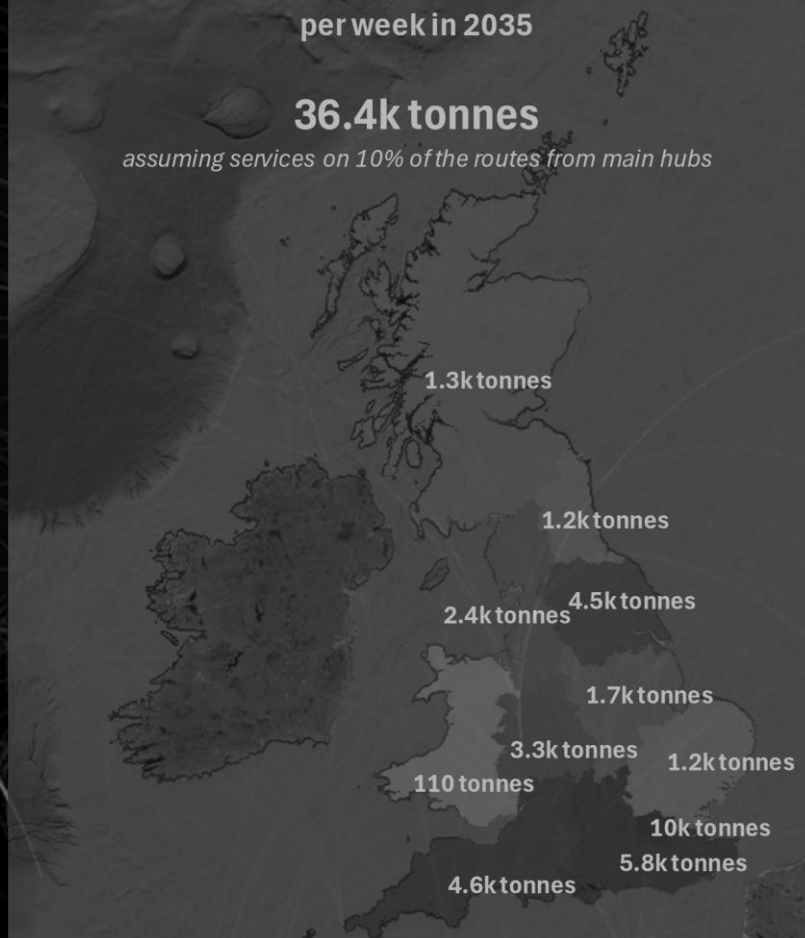 per week in 2035
36.4k tonnes
assuming services on 10% of the routes from main hubs
1.3k tonnes
1.2k tonnes
4.5k tonnes
2.4k tonnes
1.7k tonnes
3.3k tonnes
1.2k tonnes
110 tonnes
10k tonnes
5.8k tonnes
4.6k tonnes